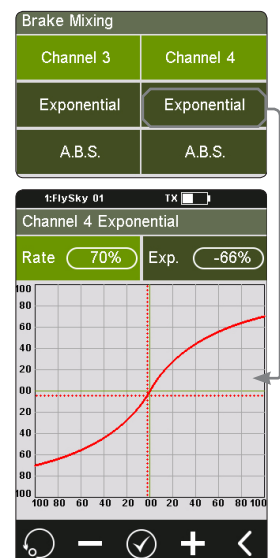 Brake Mixing
Channel 3 Channel 4
Exponential Exponential
A.B.S. A.B.S.
1:FlySky 01 TX
Channel 4 Exponential
Rate 70% Exp. -66%
100
80
60
40
20
00
20
40
60
80
100
100 80 60 40 20 00 20 40 60 80 100